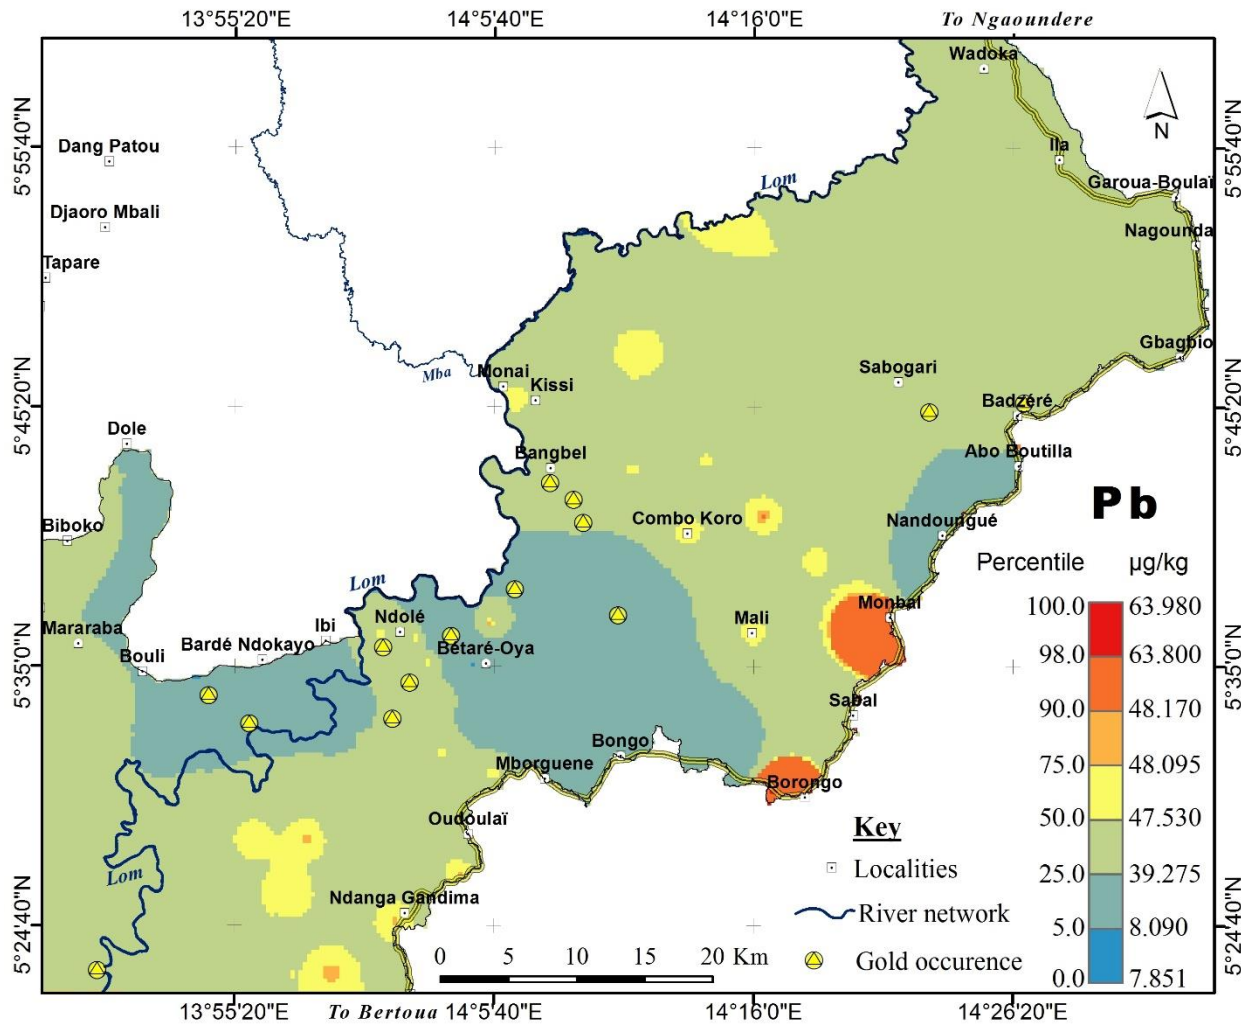 13°55'20"E 14°5'40"E 14°16'0"E To Ngaoundere
Wadoka
N
5°55'40"N
5°55'40"N
Dang Patou
Ila
Lom
Garoua-Boulaï
Djaoro Mbali
Nagounda
Tapare
Gbagbio
Mba
Monai
Kissi
Sabogari
Badzéré
5°45'20"N
5°45'20"N
Dole
Bangbel
Abo Boutilla
Pb
Biboko
Combo Koro
Nandoungué
Percentile µg/kg
Lom
100.0 63.980
Monbal
Mararaba
Ibi
Ndolé
Mali
Bardé Ndokayo
Bétaré-Oya
Bouli
98.0 63.800
5°35'0"N
5°35'0"N
Sabal
90.0 48.170
Bongo
Mborguene
75.0 48.095
Borongo
Oudoulaï
Key
50.0 47.530
Lom
Localities
25.0 39.275
Ndanga Gandima
River network
5.0 8.090
5°24'40"N
5°24'40"N
0 5 10 15 20 Km
Gold occurence
0.0 7.851
13°55'20"E 14°5'40"E 14°16'0"E 14°26'20"E
To Bertoua